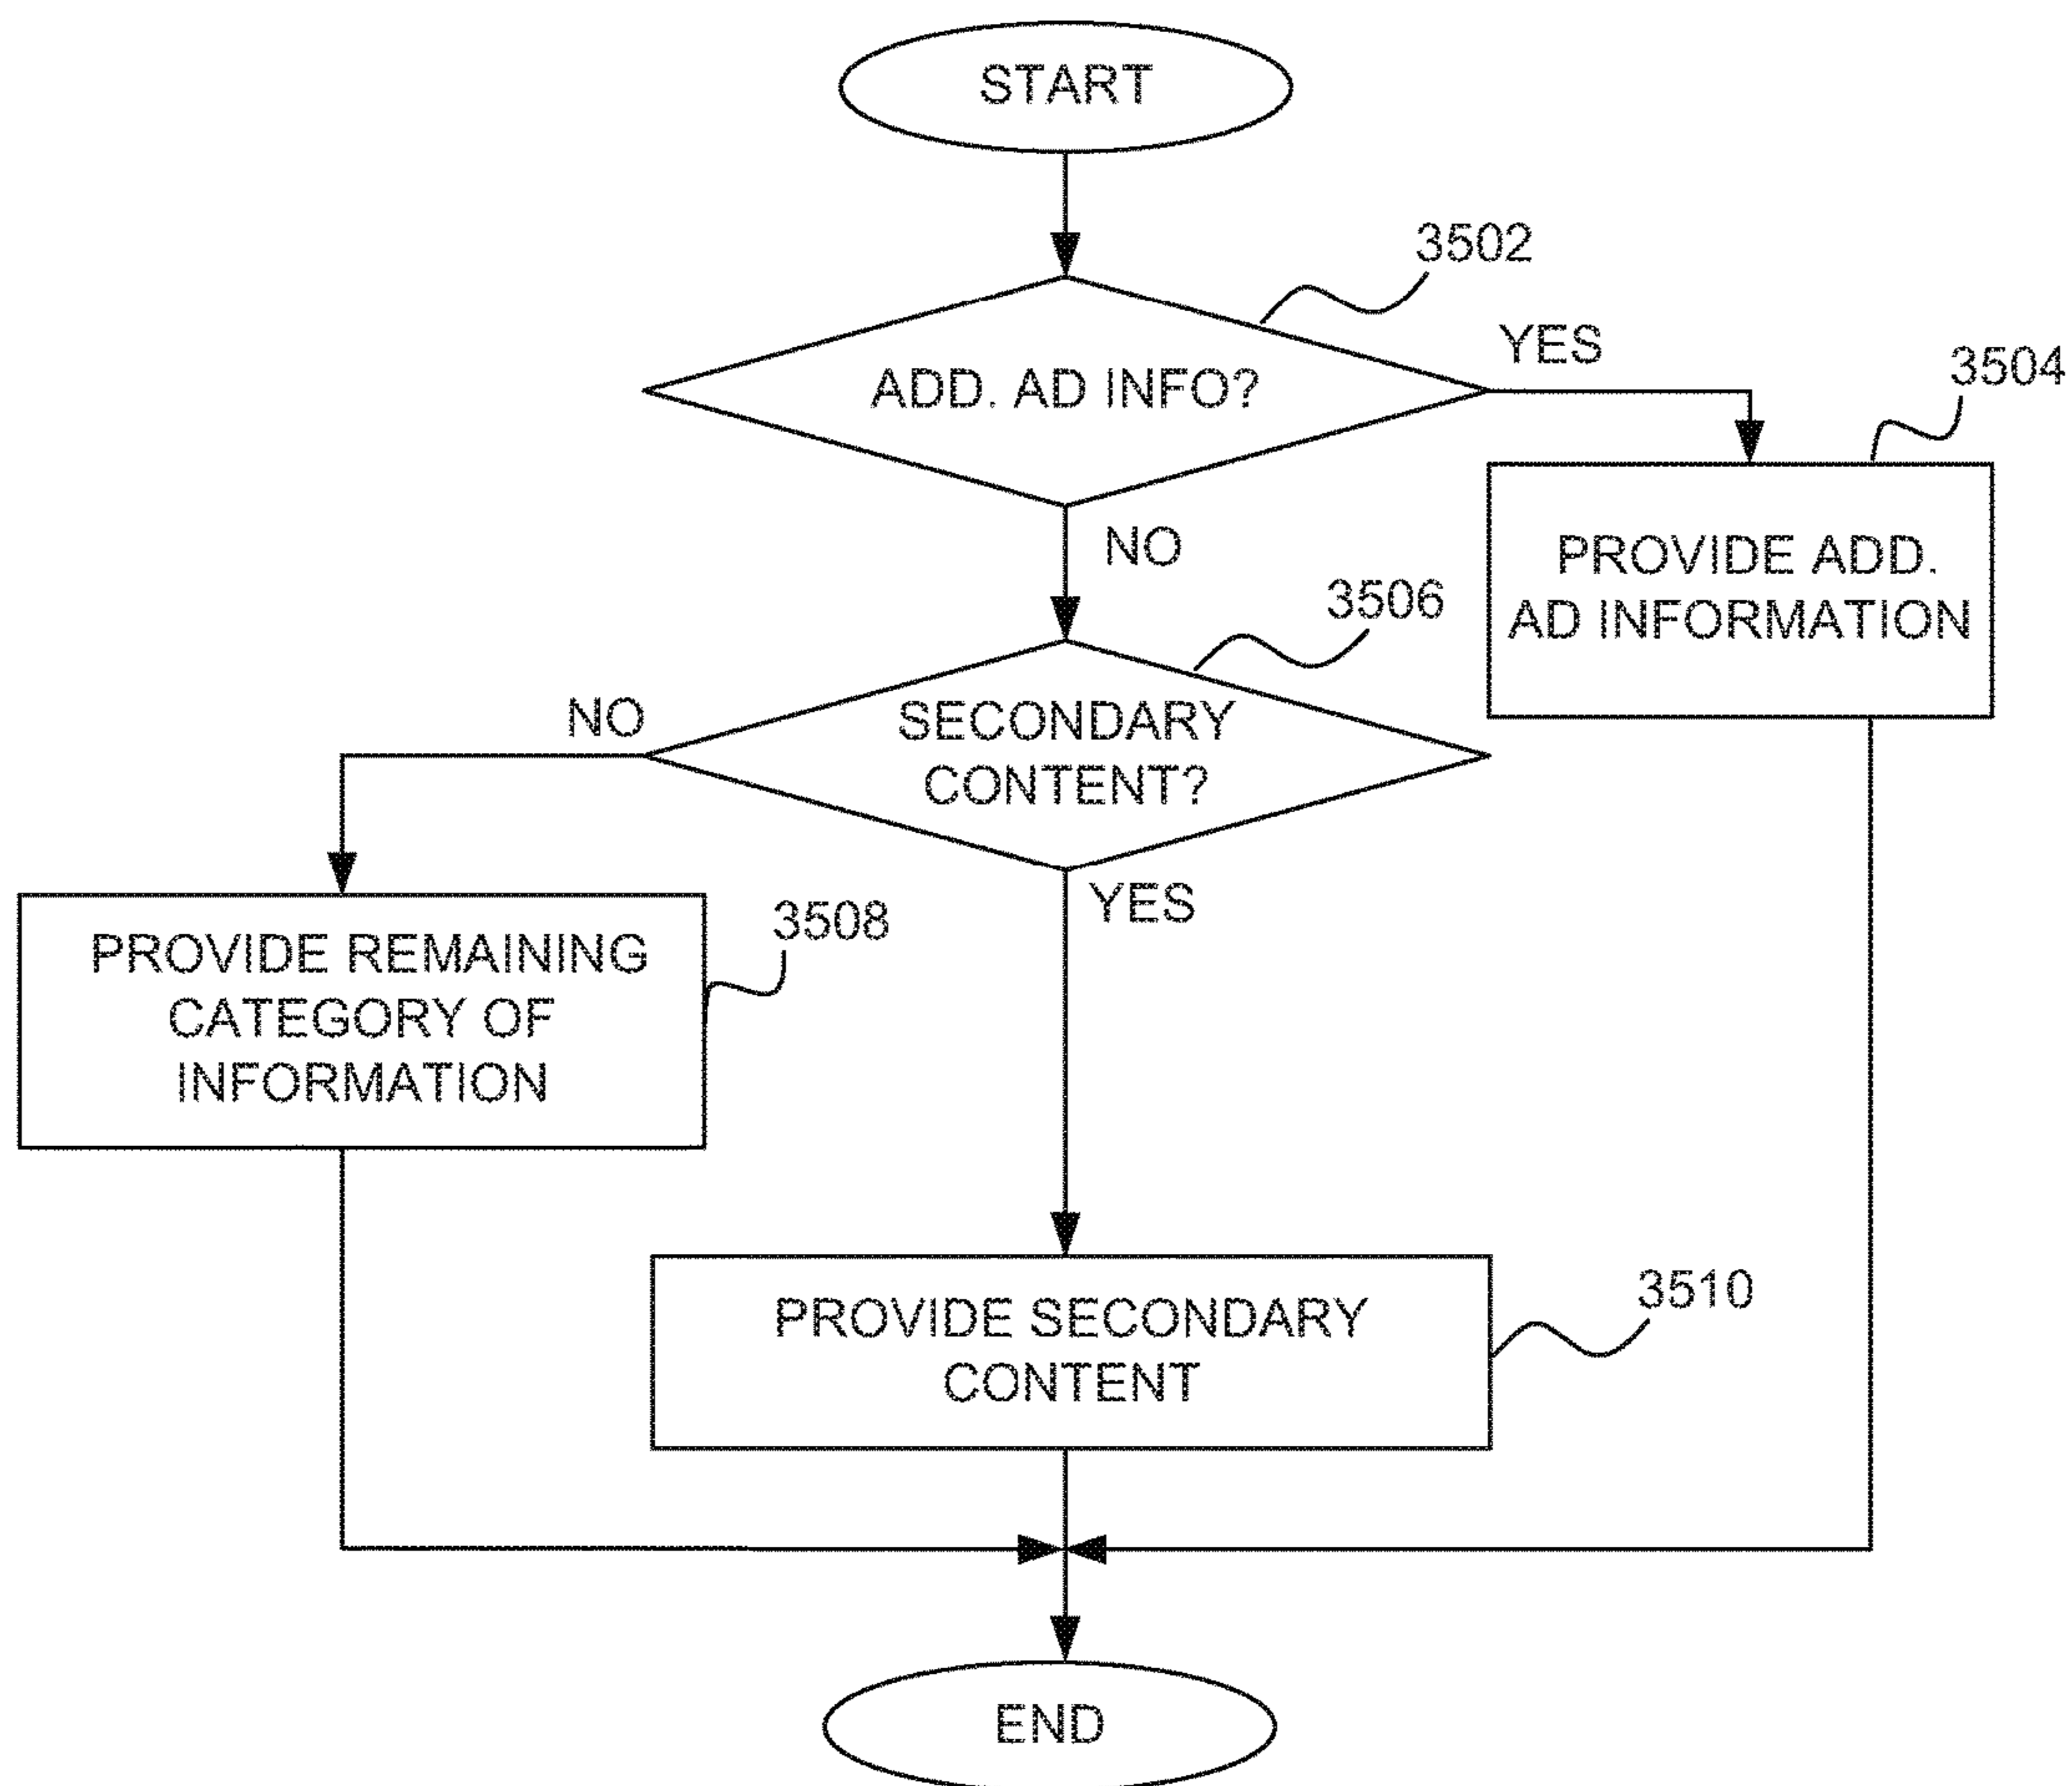 START
3502
ADD. AD INFO?
YES
3504
NO
PROVIDE ADD.
AD INFORMATION
3506
NO
SECONDARY
CONTENT?
YES
3508
PROVIDE REMAINING
CATEGORY OF
INFORMATION
3510
PROVIDE SECONDARY
CONTENT
END